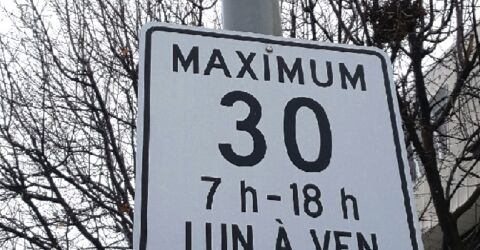 MAXIMUM
30
7 h - 18 h
LUN À VEN